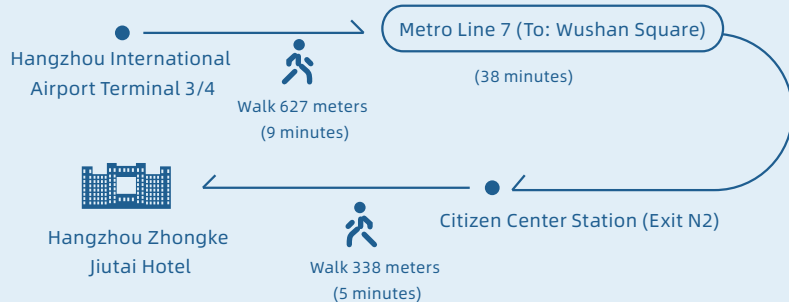 Hangzhou International
Airport Terminal 3/4
Walk 627 meters
(9 minutes)
Metro Line 7 (To: Wushan Square)
(38 minutes)
Citizen Center Station (Exit N2)
Walk 338 meters
(5 minutes)
Hangzhou Zhongke
Jiutai Hotel